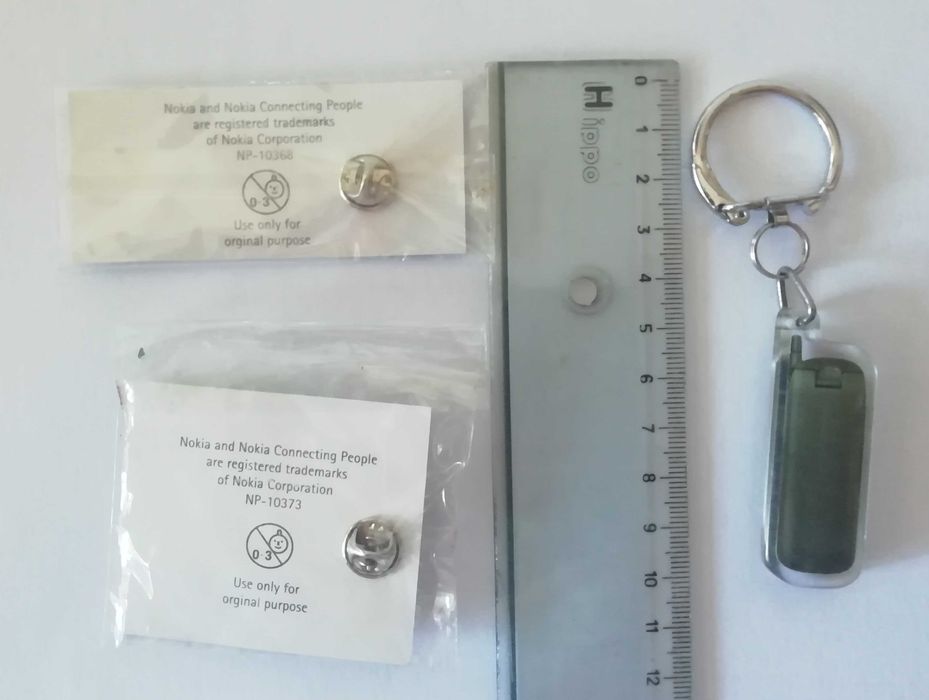 Nokia and Nokia Connecting People
are registered trademarks
of Nokia Corporation
NP-10368
0-3
Use only for
orginal purpose
Nokia and Nokia Connecting People
are registered trademarks
of Nokia Corporation
NP-10373
0-3
Use only for
orginal purpose
Hippo
0
1
2
3
4
5
6
7
8
9
10
11
12